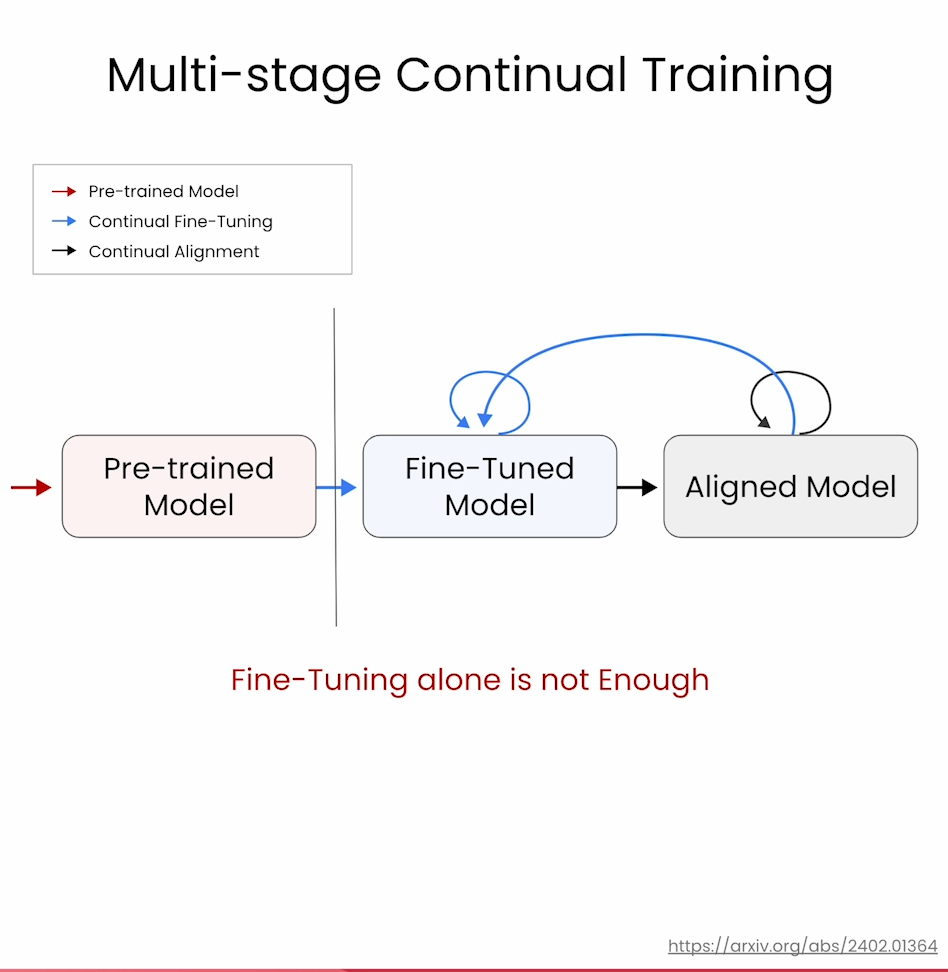 Multi-stage Continual Training
Pre-trained Model
Continual Fine-Tuning
Continual Alignment
Pre-trained
Model
Fine-Tuned
Model
Aligned Model
Fine-Tuning alone is not Enough
https://arxiv.org/abs/2402.01364